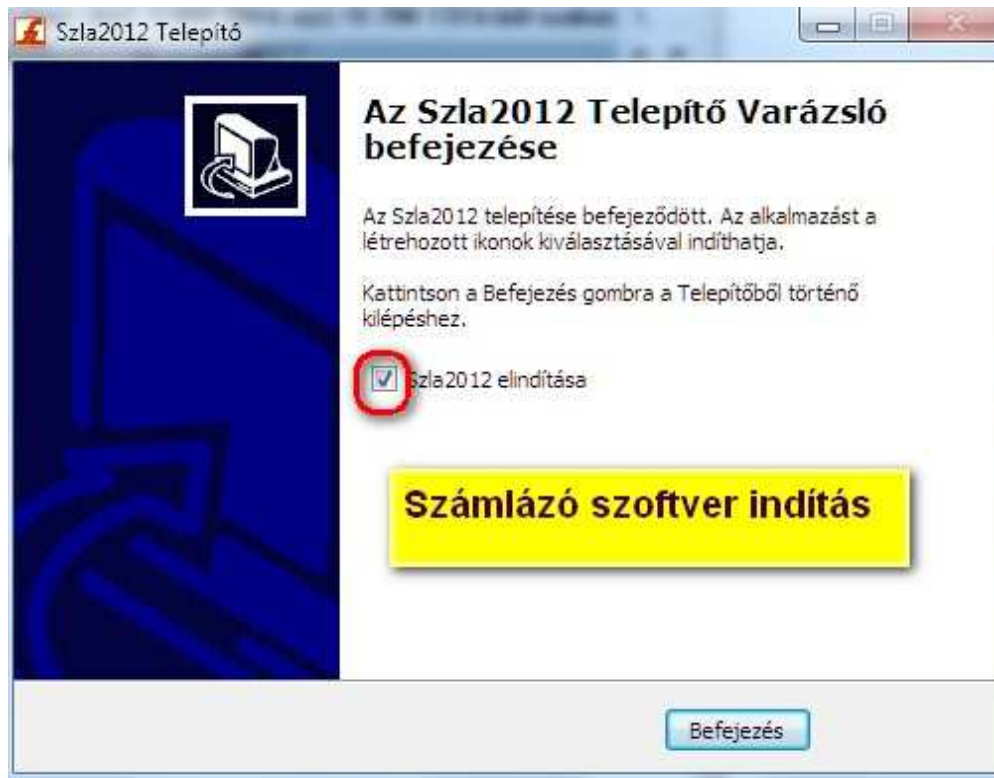 Szla2012 Telepítő
Az Szla2012 Telepítő Varázsló
befejezése
Az Szla2012 telepítése befejeződött. Az alkalmazást a
létrehozott ikonok kiválasztásával indíthatja.
Kattintson a Befejezés gombra a Telepítőből történő
kilépéshez.
Szla2012 elindítása
Számlázó szoftver indítás
Befejezés